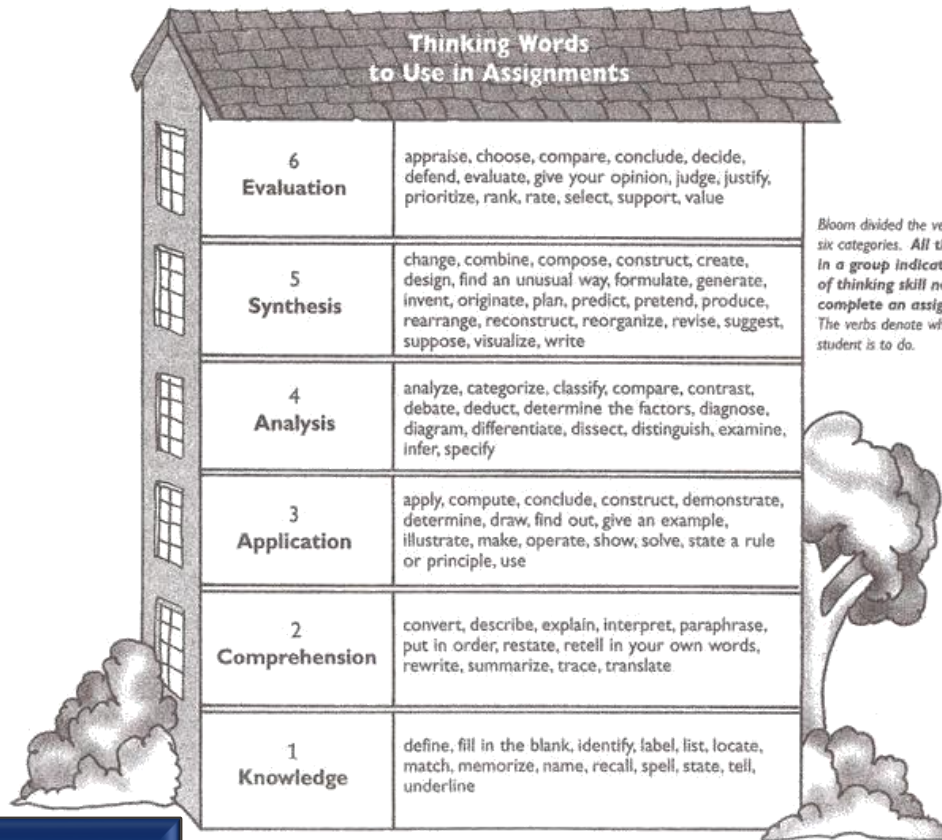 Thinking Words
to Use in Assignments
6
Evaluation
appraise, choose, compare, conclude, decide,
defend, evaluate, give your opinion, judge, justify,
prioritize, rank, rate, select, support, value
5
Synthesis
change, combine, compose, construct, create,
design, find an unusual way, formulate, generate,
invent, originate, plan, predict, pretend, produce,
rearrange, reconstruct, reorganize, revise, suggest,
suppose, visualize, write
4
Analysis
analyze, categorize, classify, compare, contrast,
debate, deduct, determine the factors, diagnose,
diagram, differentiate, dissect, distinguish, examine,
infer, specify
3
Application
apply, compute, conclude, construct, demonstrate,
determine, draw, find out, give an example,
illustrate, make, operate, show, solve, state a rule
or principle, use
2
Comprehension
convert, describe, explain, interpret, paraphrase,
put in order, restate, retell in your own words,
rewrite, summarize, trace, translate
1
Knowledge
define, fill in the blank, identify, label, list, locate,
match, memorize, name, recall, spell, state, tell,
underline
Bloom divided the
six categories. All
in a group
of thinking skill
complete an
The verbs denote
student is to do.